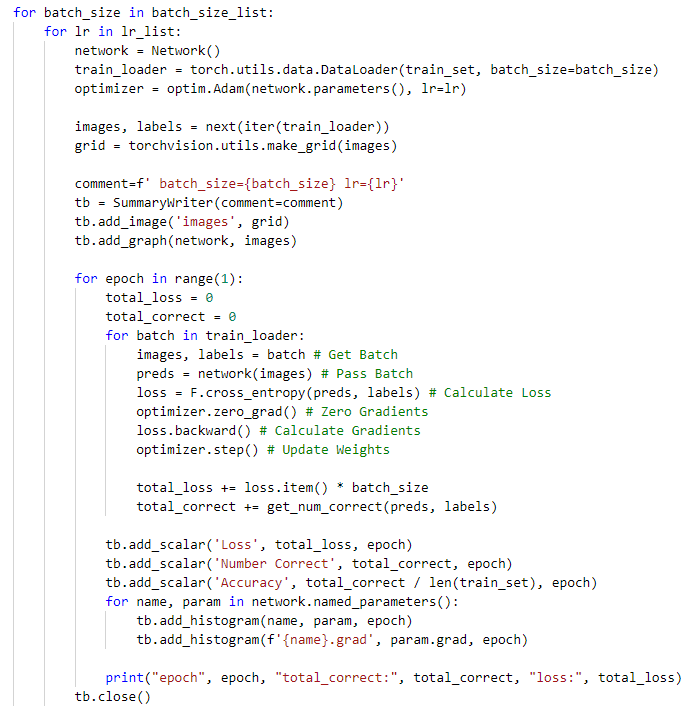 for batch_size in batch_size_list:
    for lr in lr_list:
        network = Network()
        train_loader = torch.utils.data.DataLoader(train_set, batch_size=batch_size)
        optimizer = optim.Adam(network.parameters(), lr=lr)

        images, labels = next(iter(train_loader))
        grid = torchvision.utils.make_grid(images)

        comment=f' batch_size={batch_size} lr={lr}'
        tb = SummaryWriter(comment=comment)
        tb.add_image('images', grid)
        tb.add_graph(network, images)

        for epoch in range(1):
            total_loss = 0
            total_correct = 0
            for batch in train_loader:
                images, labels = batch # Get Batch
                preds = network(images) # Pass Batch
                loss = F.cross_entropy(preds, labels) # Calculate Loss
                optimizer.zero_grad() # Zero Gradients
                loss.backward() # Calculate Gradients
                optimizer.step() # Update Weights

                total_loss += loss.item() * batch_size
                total_correct += get_num_correct(preds, labels)

            tb.add_scalar('Loss', total_loss, epoch)
            tb.add_scalar('Number Correct', total_correct, epoch)
            tb.add_scalar('Accuracy', total_correct / len(train_set), epoch)
            for name, param in network.named_parameters():
                tb.add_histogram(name, param, epoch)
                tb.add_histogram(f'{name}.grad', param.grad, epoch)

            print("epoch", epoch, "total_correct:", total_correct, "loss:", total_loss)
        tb.close()